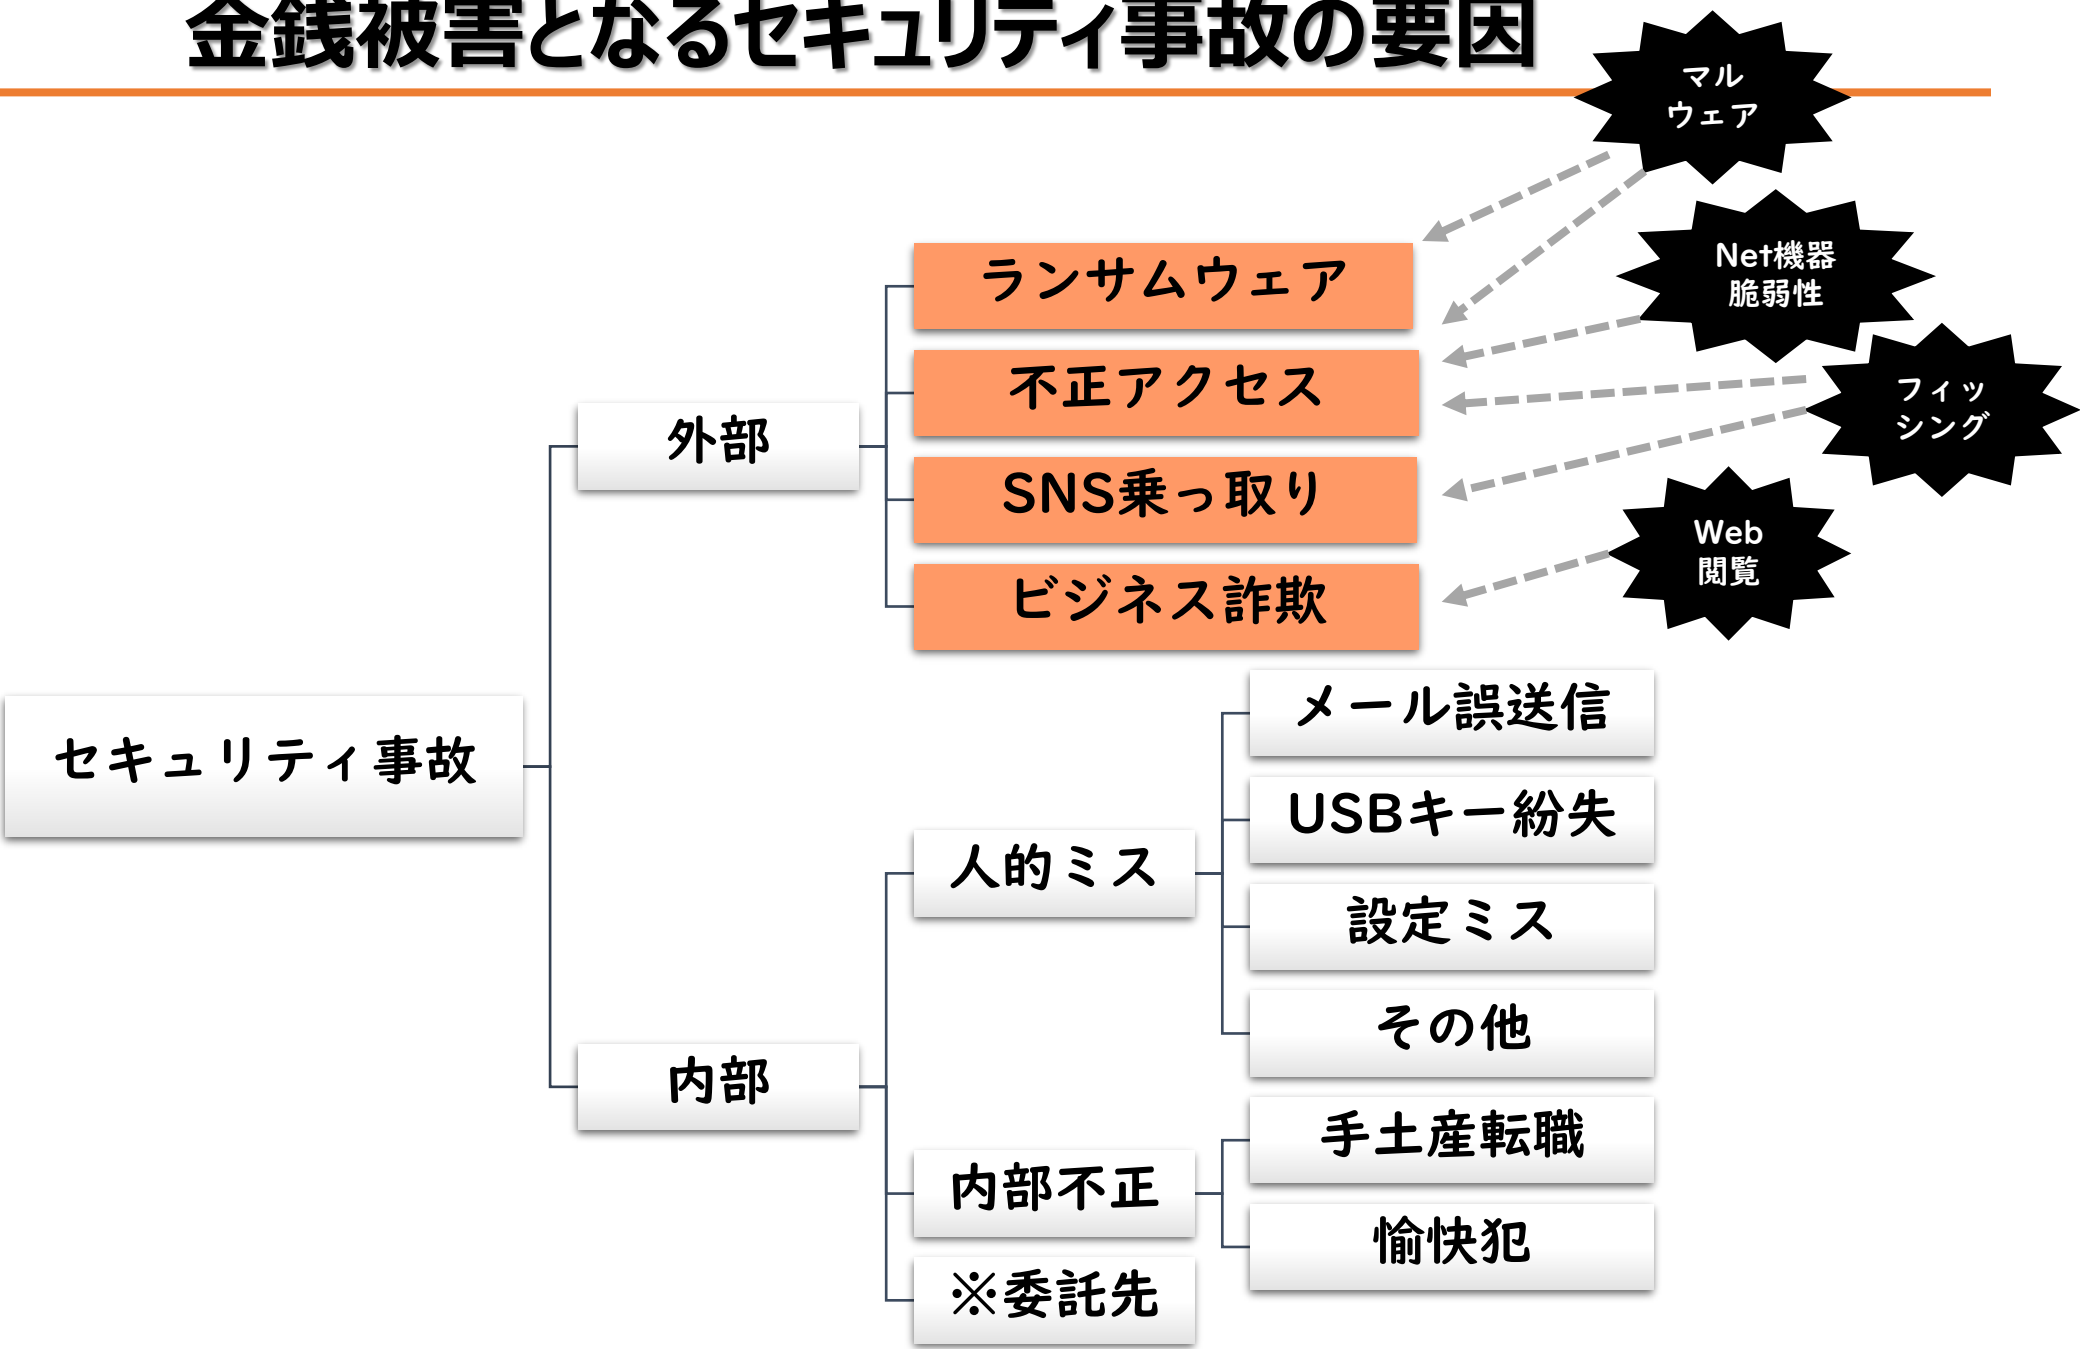 金銭被害となるセキュリティ事故の要因
マル
ウェア
Net機器
脆弱性
フィッ
シング
Web
閲覧
ランサムウェア
不正アクセス
SNS乗っ取り
ビジネス詐欺
外部
セキュリティ事故
内部
人的ミス
メール誤送信
USBキー紛失
設定ミス
その他
内部不正
手土産転職
愉快犯
※委託先